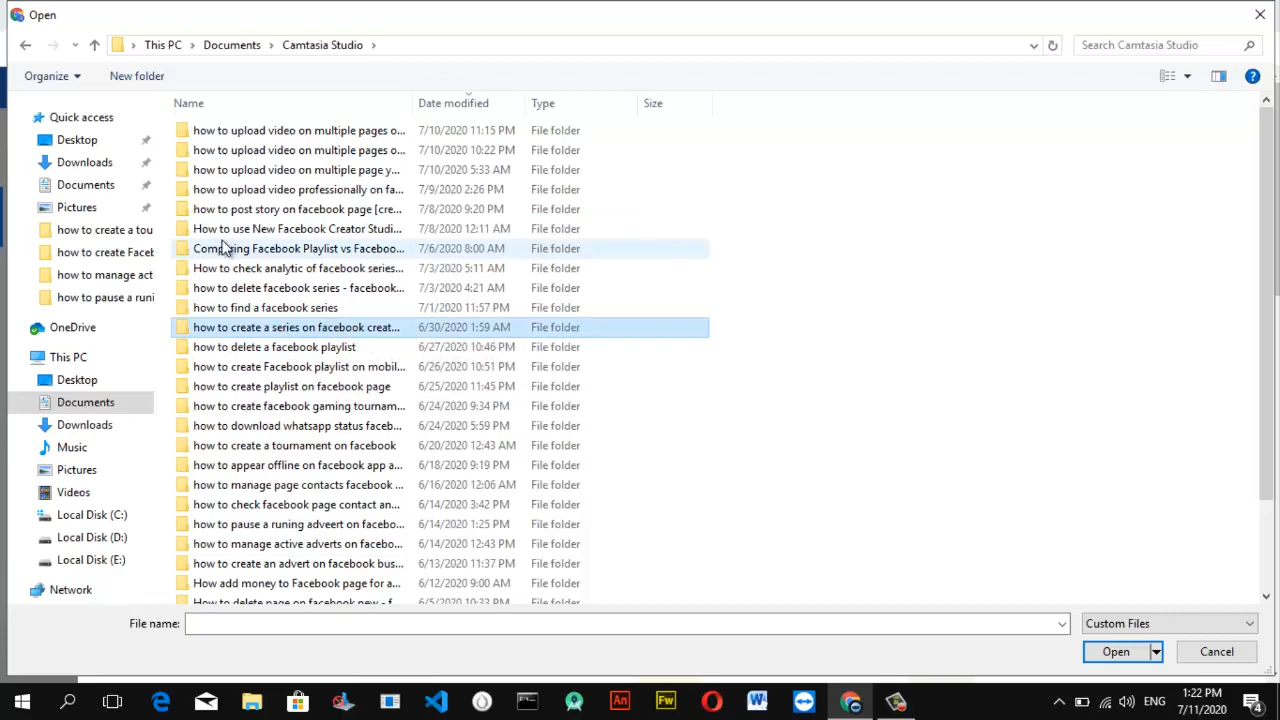 Open
This PC > Documents > Camtasia Studio >
Search Camtasia Studio
Organize
New folder
Name
Date modified
Type
Size
Quick access
Desktop
Downloads
Documents
Pictures
how to create a tou
how to create Faceb
how to manage act
how to pause a runi
OneDrive
This PC
Desktop
Documents
Downloads
Music
Pictures
Videos
Local Disk (C:)
Local Disk (D:)
Local Disk (E:)
Network
how to upload video on multiple pages o... 7/10/2020 11:15 PM File folder
how to upload video on multiple pages o... 7/10/2020 10:22 PM File folder
how to upload video on multiple page y... 7/10/2020 5:33 AM File folder
how to upload video professionally on fa... 7/9/2020 2:26 PM File folder
how to post story on facebook page [cre... 7/8/2020 9:20 PM File folder
How to use New Facebook Creator Studi... 7/8/2020 12:11 AM File folder
Comparing Facebook Playlist vs Faceboo... 7/6/2020 8:00 AM File folder
How to check analytic of facebook series... 7/3/2020 5:11 AM File folder
how to delete facebook series - facebook... 7/3/2020 4:21 AM File folder
how to find a facebook series 7/1/2020 11:57 PM File folder
how to create a series on facebook creat... 6/30/2020 1:59 AM File folder
how to delete a facebook playlist 6/27/2020 10:46 PM File folder
how to create Facebook playlist on mobil... 6/26/2020 10:51 PM File folder
how to create playlist on facebook page 6/25/2020 11:45 PM File folder
how to create facebook gaming tournam... 6/24/2020 9:34 PM File folder
how to download whatsapp status faceb... 6/24/2020 5:59 PM File folder
how to create a tournament on facebook 6/20/2020 12:43 AM File folder
how to appear offline on facebook app a... 6/18/2020 9:19 PM File folder
how to manage page contacts facebook ... 6/16/2020 12:06 AM File folder
how to check facebook page contact an... 6/14/2020 3:42 PM File folder
how to pause a runing advert on facebo... 6/14/2020 1:25 PM File folder
how to manage active adverts on facebo... 6/14/2020 12:43 PM File folder
how to create an advert on facebook bus... 6/13/2020 11:37 PM File folder
How add money to Facebook page for a... 6/12/2020 9:00 AM File folder
How to delete page on facebook new - f... 6/5/2020 10:33 PM File folder
File name:
Custom Files
Open
Cancel
An
Fw
W
ENG
1:22 PM
7/11/2020
4